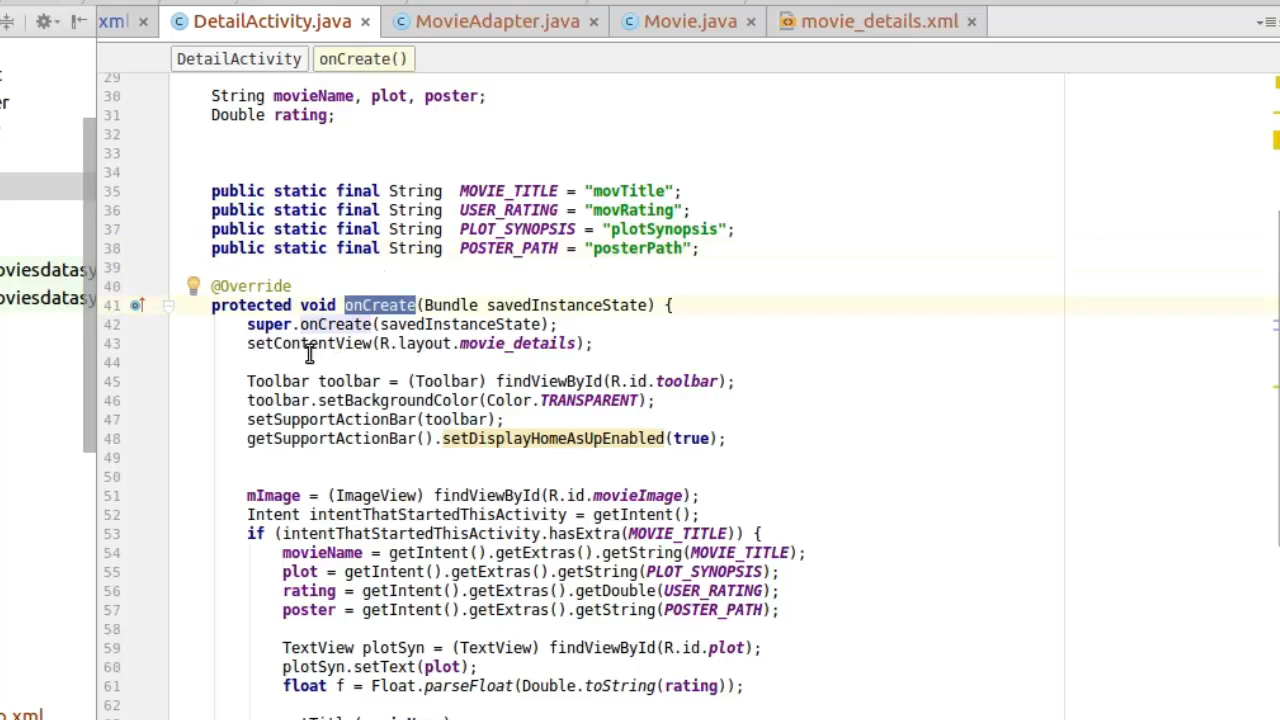 xml DetailActivity.java MovieAdapter.java Movie.java movie_details.xml
DetailActivity onCreate()
29
30 String movieName, plot, poster;
31 Double rating;
32
33
34
35 public static final String MOVIE_TITLE = "movTitle";
36 public static final String USER_RATING = "movRating";
37 public static final String PLOT_SYNOPSIS = "plotSynopsis";
38 public static final String POSTER_PATH = "posterPath";
39
40 @Override
41 protected void onCreate(Bundle savedInstanceState) {
42 super.onCreate(savedInstanceState);
43 setContentView(R.layout.movie_details);
44
45 Toolbar toolbar = (Toolbar) findViewById(R.id.toolbar);
46 toolbar.setBackgroundColor(Color.TRANSPARENT);
47 setSupportActionBar(toolbar);
48 getSupportActionBar().setDisplayHomeAsUpEnabled(true);
49
50
51 mImage = (ImageView) findViewById(R.id.movieImage);
52 Intent intentThatStartedThisActivity = getIntent();
53 if (intentThatStartedThisActivity.hasExtra(MOVIE_TITLE)) {
54 movieName = getIntent().getExtras().getString(MOVIE_TITLE);
55 plot = getIntent().getExtras().getString(PLOT_SYNOPSIS);
56 rating = getIntent().getExtras().getDouble(USER_RATING);
57 poster = getIntent().getExtras().getString(POSTER_PATH);
58
59 TextView plotSyn = (TextView) findViewById(R.id.plot);
60 plotSyn.setText(plot);
61 float f = Float.parseFloat(Double.toString(rating));
62
er
oviesdatasy
oviesdatasy
o.xml